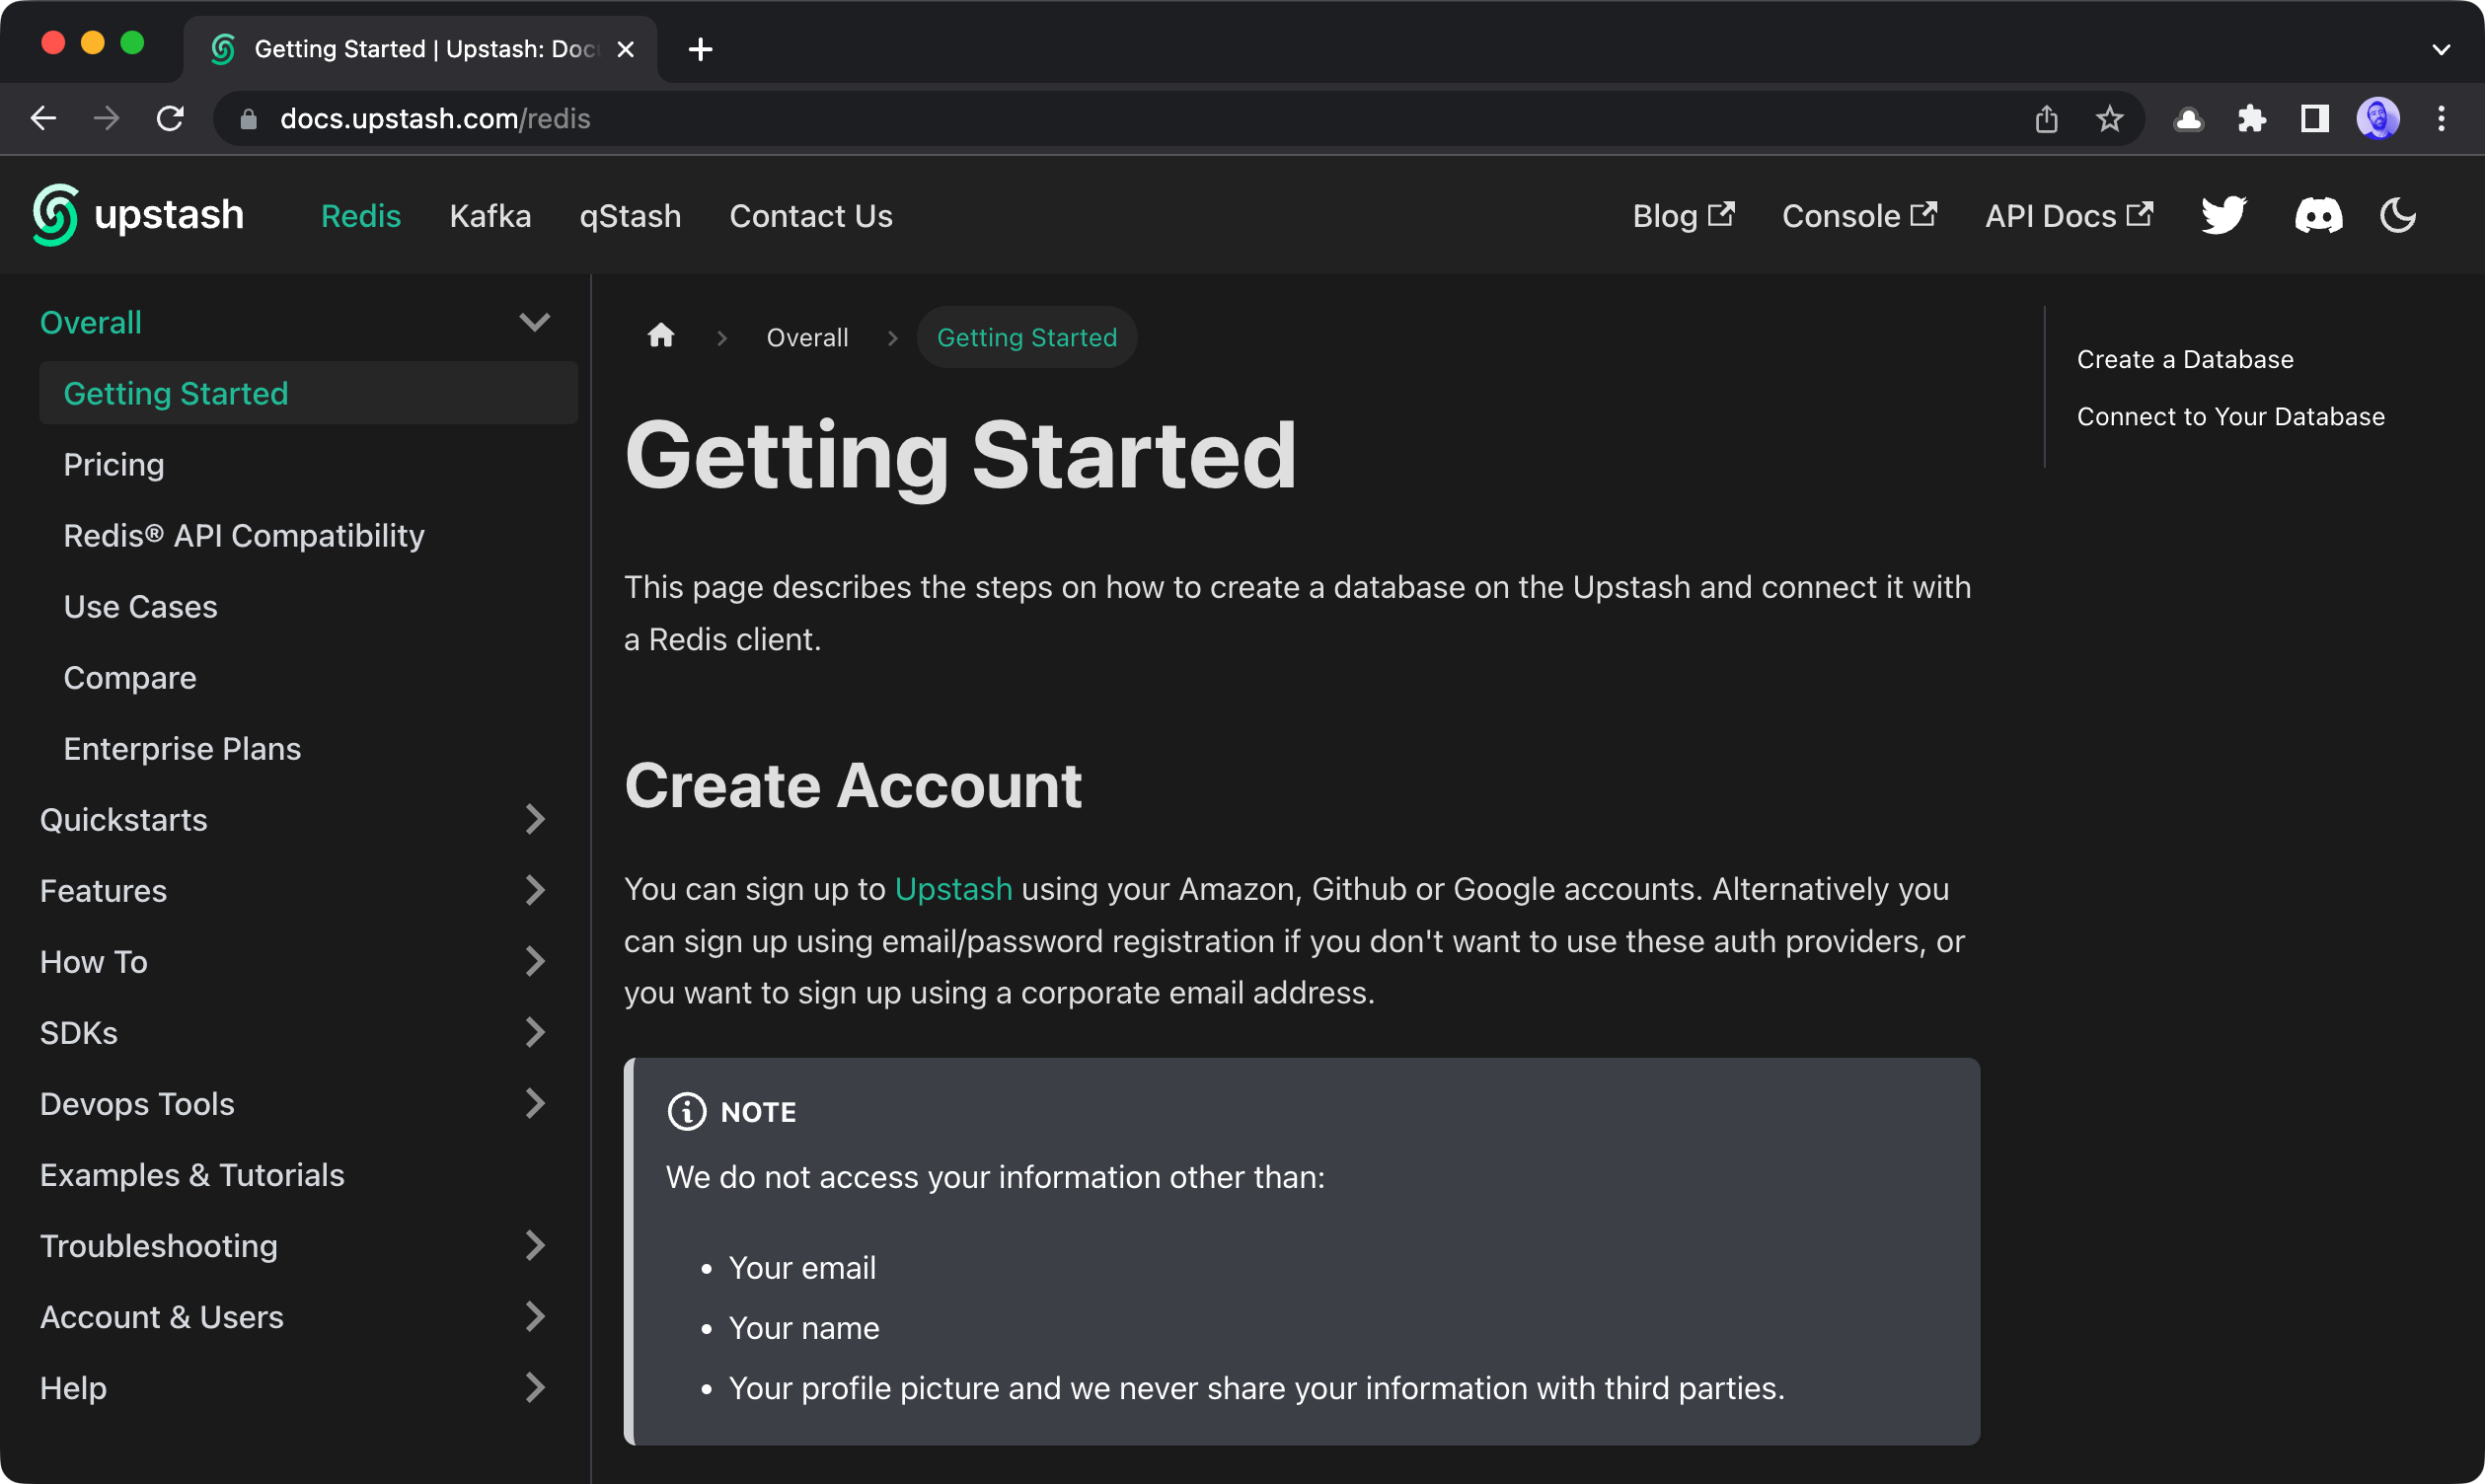 Getting Started | Upstash: Doc
docs.upstash.com/redis
upstash
Redis
Kafka
qStash
Contact Us
Blog
Console
API Docs
Overall
Getting Started
Pricing
Redis® API Compatibility
Use Cases
Compare
Enterprise Plans
Quickstarts
Features
How To
SDKs
Devops Tools
Examples & Tutorials
Troubleshooting
Account & Users
Help
Overall
Getting Started
Getting Started
This page describes the steps on how to create a database on the Upstash and connect it with
a Redis client.
Create Account
You can sign up to Upstash using your Amazon, Github or Google accounts. Alternatively you
can sign up using email/password registration if you don't want to use these auth providers, or
you want to sign up using a corporate email address.
NOTE
We do not access your information other than:
• Your email
• Your name
• Your profile picture and we never share your information with third parties.
Create a Database
Connect to Your Database